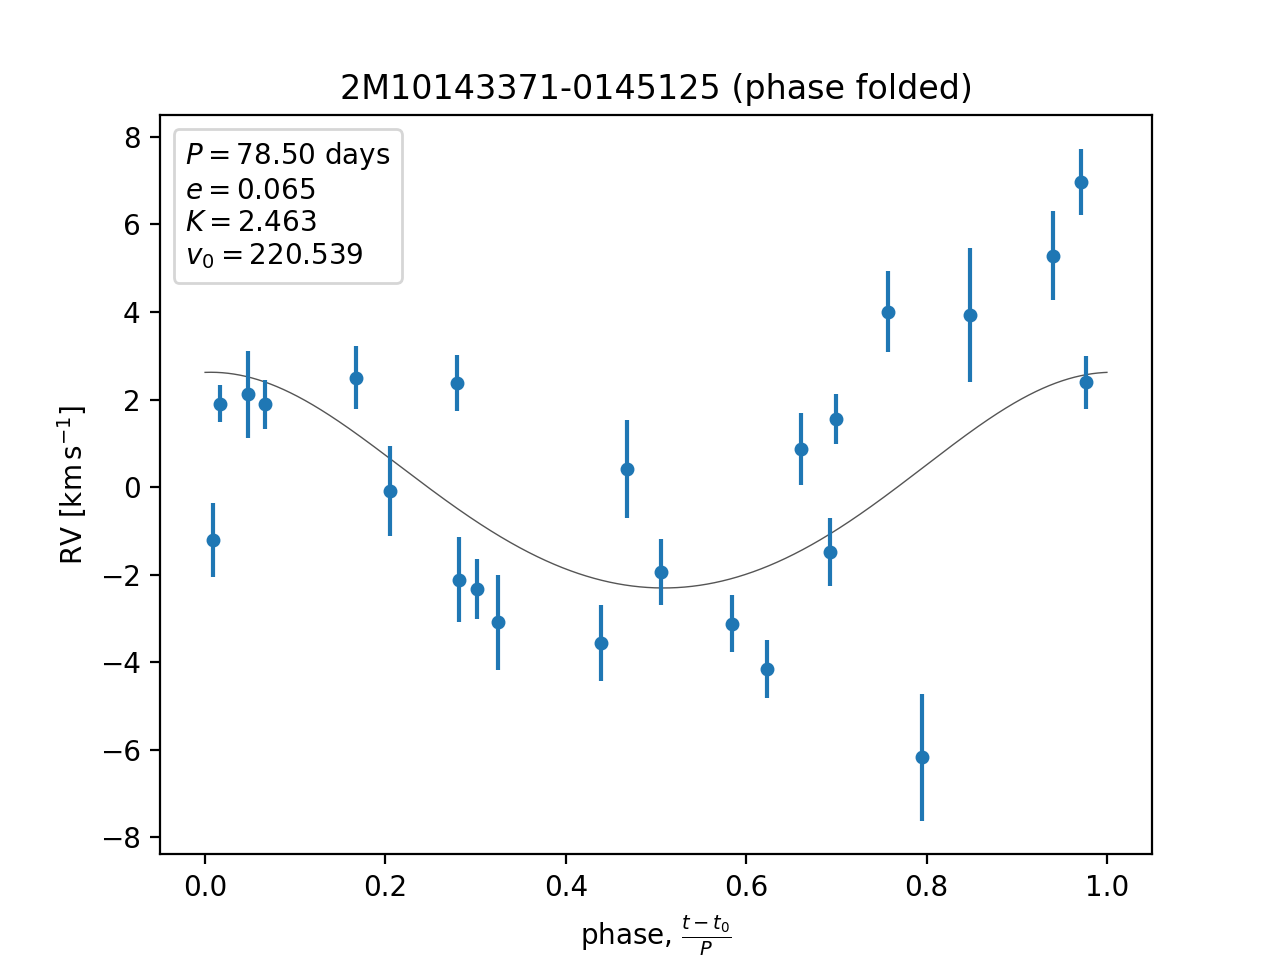 2M10143371-0145125 (phase folded)
P = 78.50 days
e = 0.065
K = 2.463
v₀ = 220.539
8
6
4
2
0
−2
−4
−6
−8
RV [km s⁻¹]
0.0 0.2 0.4 0.6 0.8 1.0
phase, (t − t₀)/P